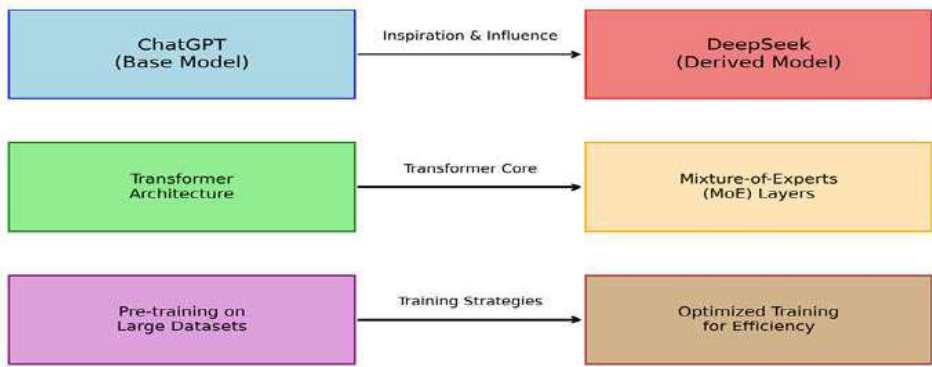 ChatGPT
(Base Model)
Inspiration & Influence
DeepSeek
(Derived Model)
Transformer
Architecture
Transformer Core
Mixture-of-Experts
(MoE) Layers
Pre-training on
Large Datasets
Training Strategies
Optimized Training
for Efficiency